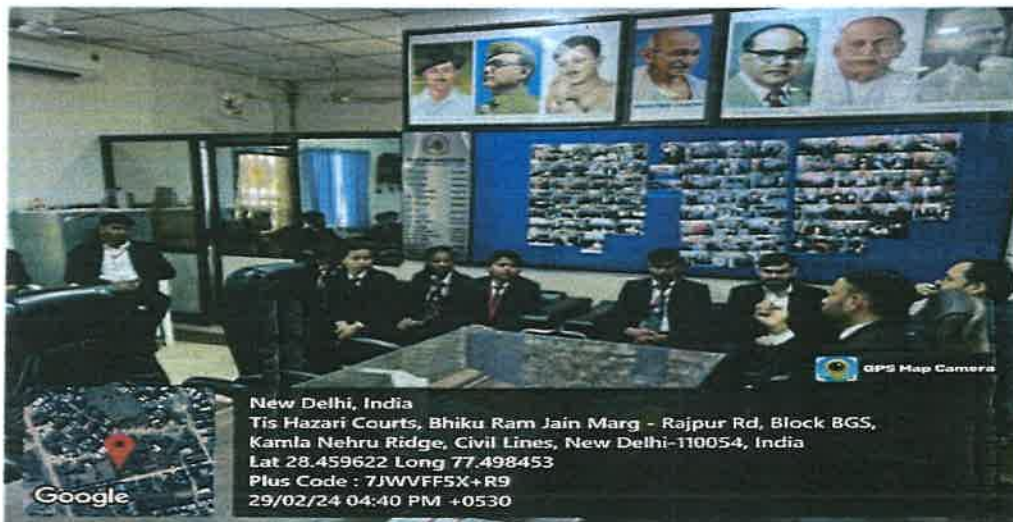 GPS Map Camera
New Delhi, India
Tis Hazari Courts, Bhiku Ram Jain Marg - Rajpur Rd, Block BGS,
Kamla Nehru Ridge, Civil Lines, New Delhi-110054, India
Lat 28.459622 Long 77.498453
Plus Code : 7JWVFF5X+R9
29/02/24 04:40 PM +0530
Google